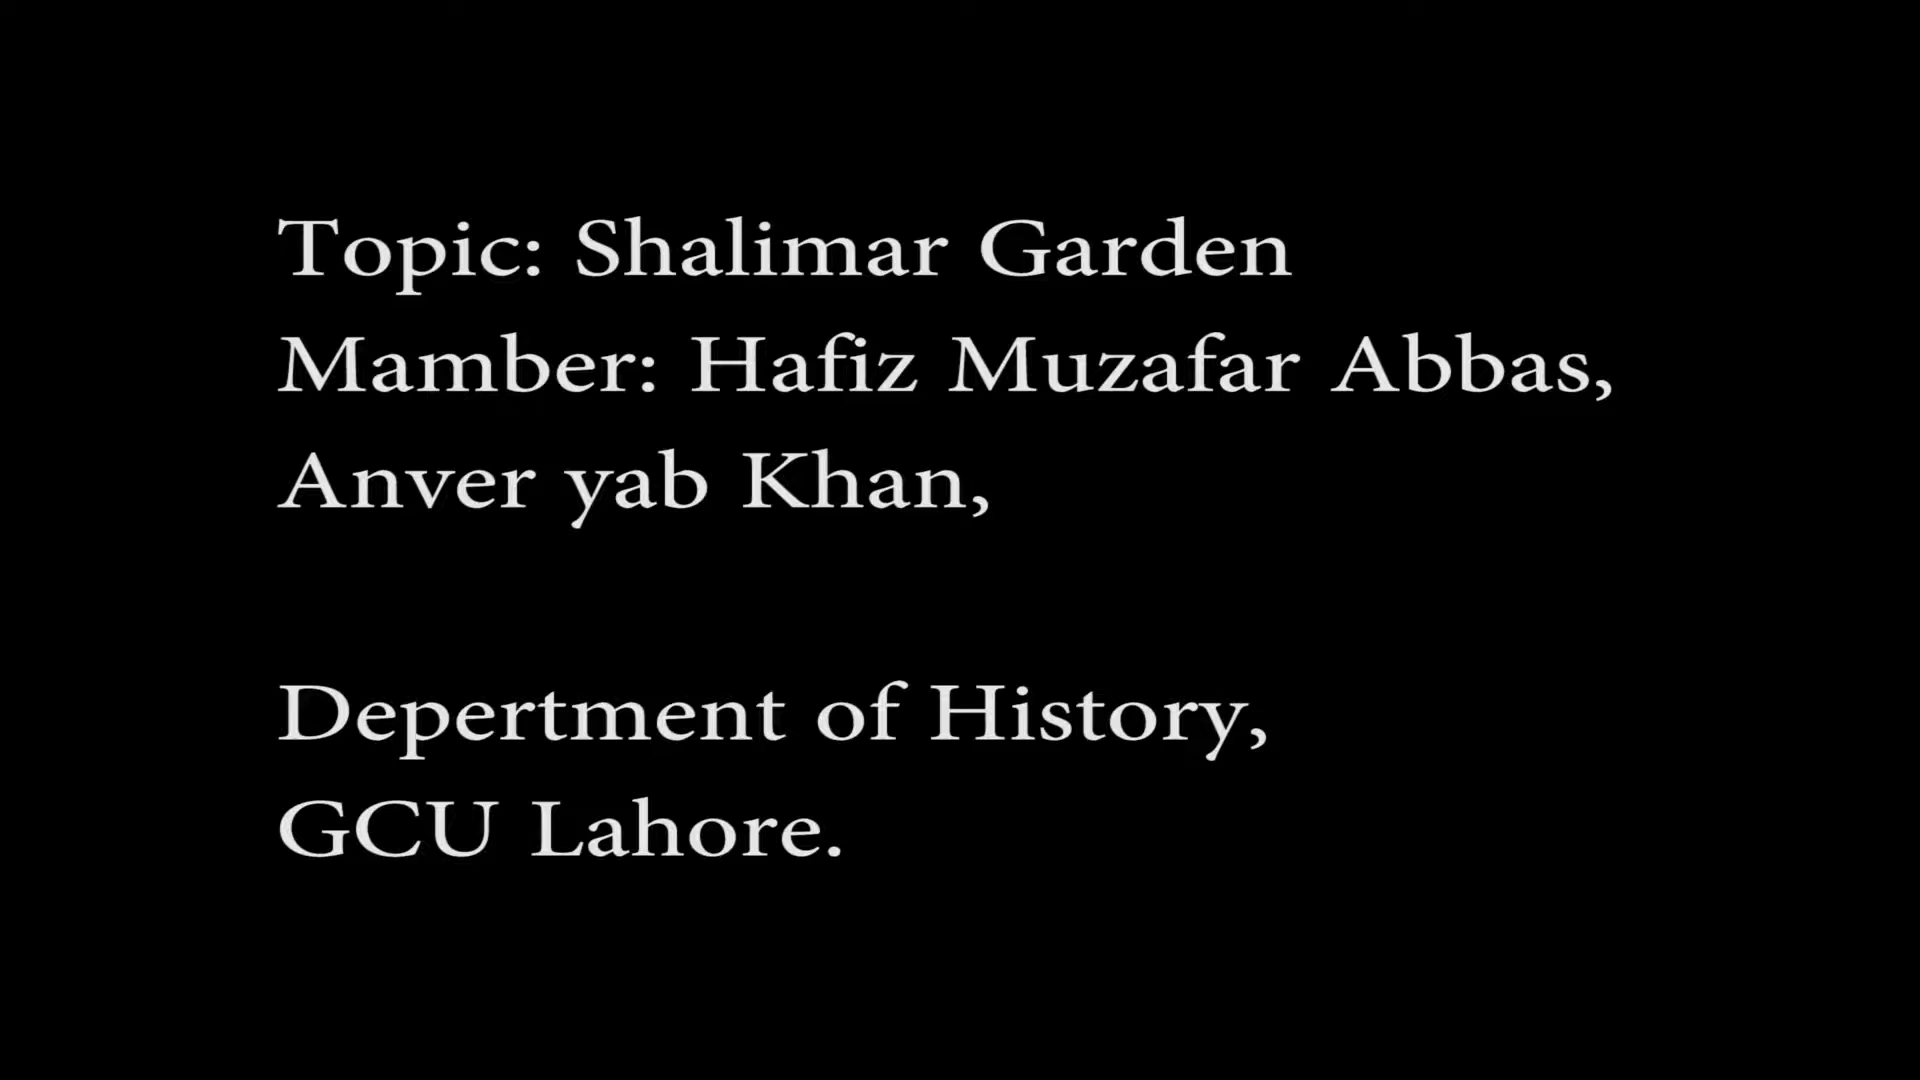 Topic: Shalimar Garden
Mamber: Hafiz Muzafar Abbas,
Anver yab Khan,
Depertment of History,
GCU Lahore.